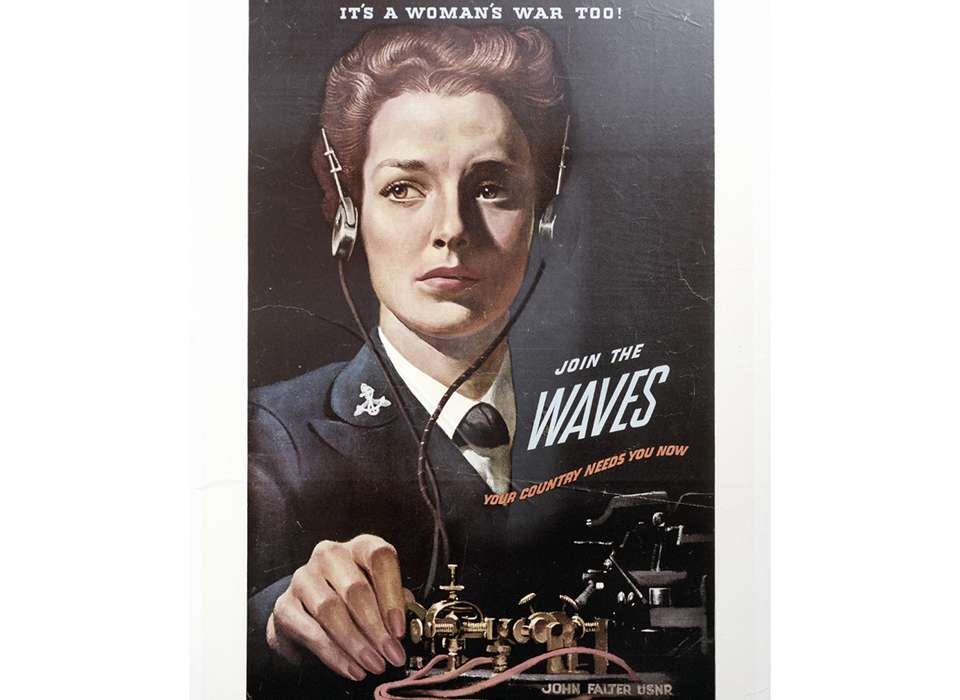 IT'S A WOMAN'S WAR TOO!
JOIN THE
WAVES
YOUR COUNTRY NEEDS YOU NOW
JOHN FALTER USNR